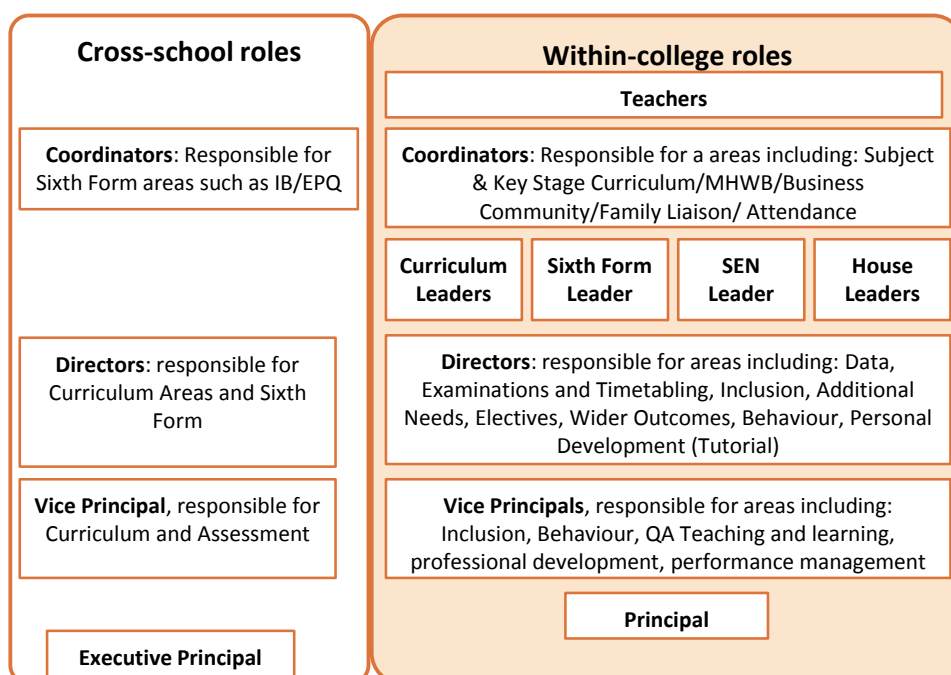 Cross-school roles
Coordinators: Responsible for
Sixth Form areas such as IB/EPQ
Directors: responsible for
Curriculum Areas and Sixth
Form
Vice Principal, responsible for
Curriculum and Assessment
Executive Principal
Within-college roles
Teachers
Coordinators: Responsible for a areas including: Subject
& Key Stage Curriculum/MHWB/Business
Community/Family Liaison/ Attendance
Curriculum
Leaders
Sixth Form
Leader
SEN
Leader
House
Leaders
Directors: responsible for areas including: Data,
Examinations and Timetabling, Inclusion, Additional
Needs, Electives, Wider Outcomes, Behaviour, Personal
Development (Tutorial)
Vice Principals, responsible for areas including:
Inclusion, Behaviour, QA Teaching and learning,
professional development, performance management
Principal